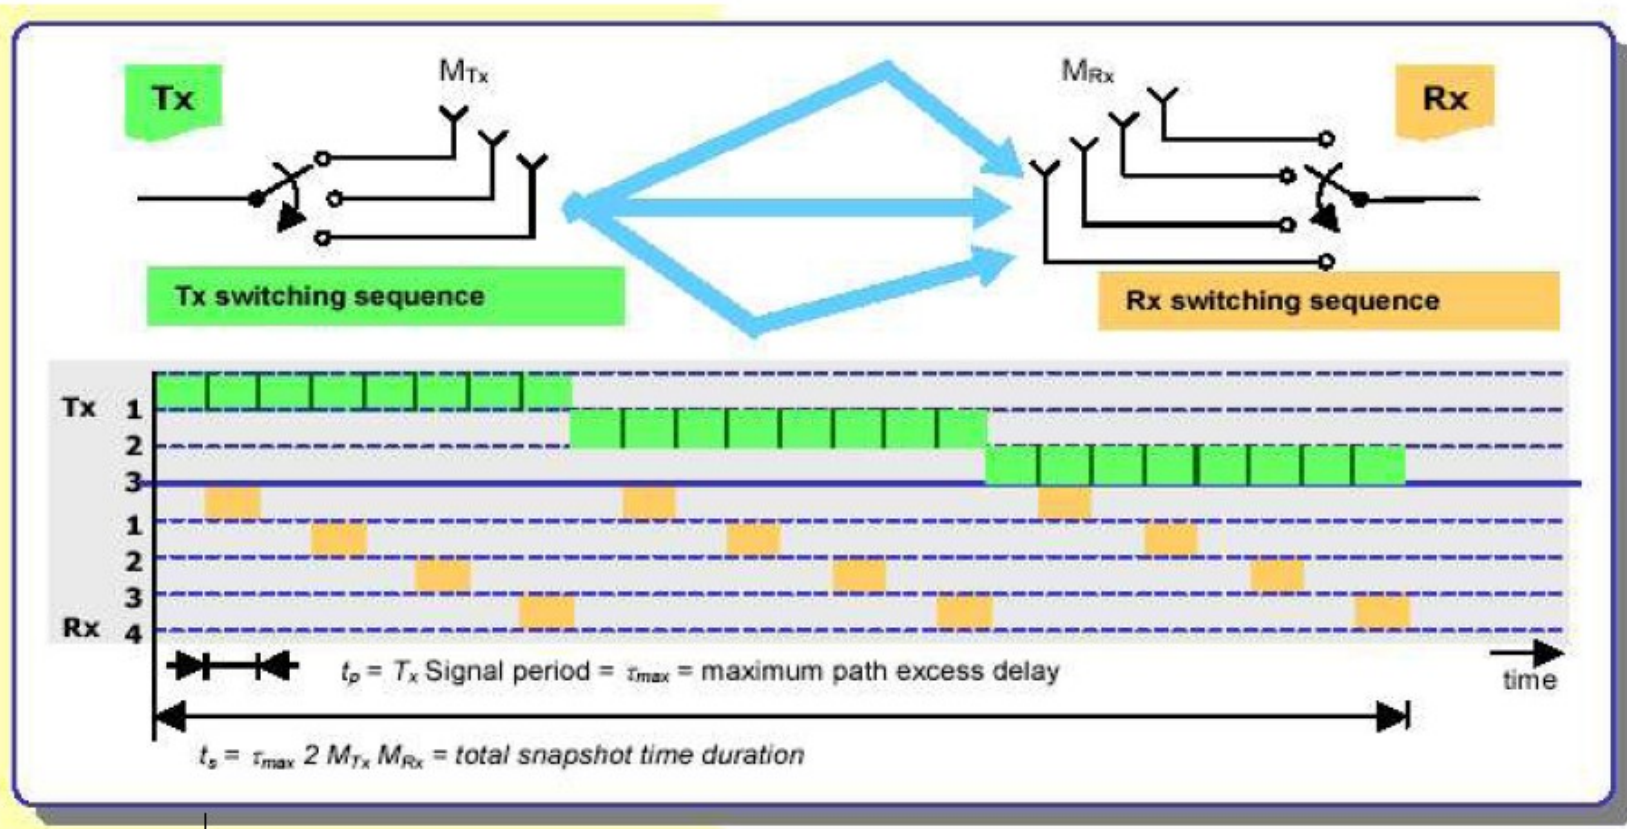 Tx
MTx
MRx
Rx
Tx switching sequence
Rx switching sequence
Tx 1
2
3
1
2
3
Rx 4
tp = Tx Signal period = τmax = maximum path excess delay
time
ts = τmax 2 MTx MRx = total snapshot time duration